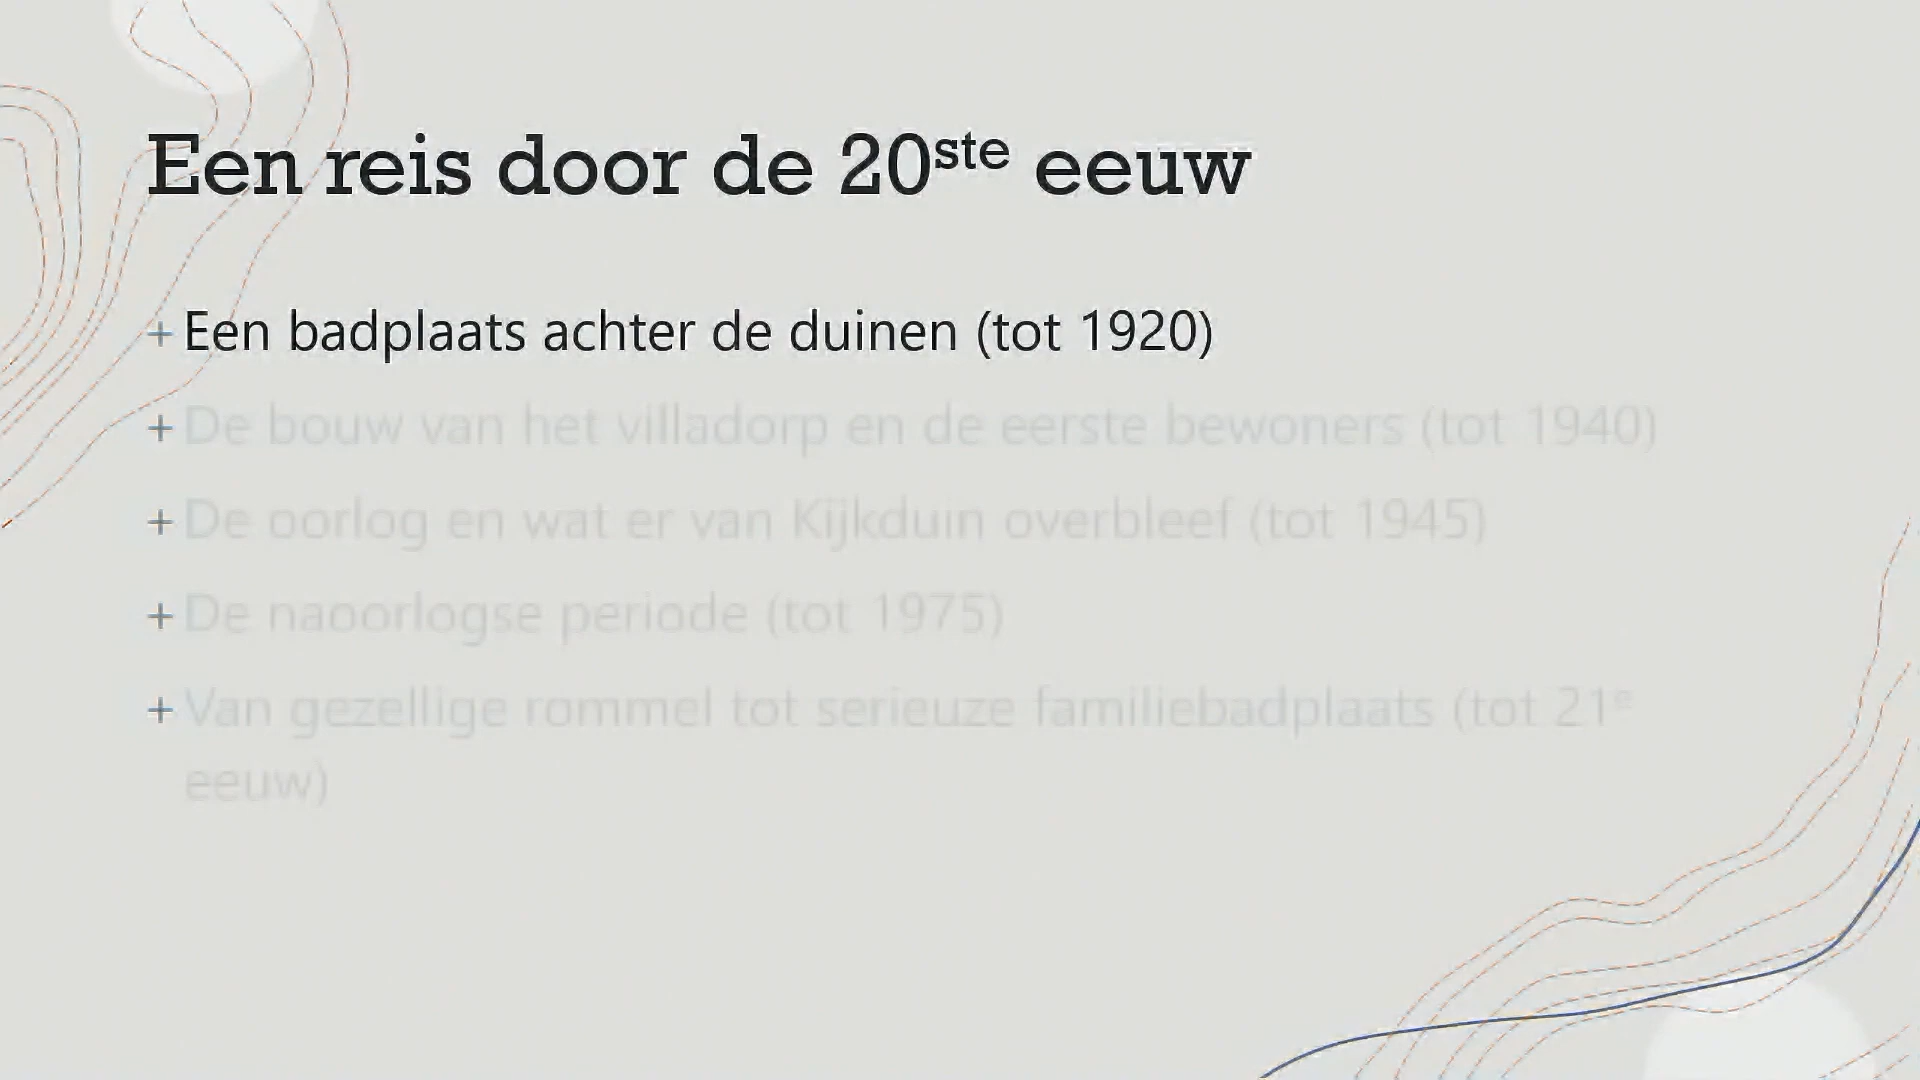 Een reis door de 20ste eeuw
+ Een badplaats achter de duinen (tot 1920)
+ De bouw van het villadorp en de eerste bewoners (tot 1940)
+ De oorlog en wat er van Kijkduin overbleef (tot 1945)
+ De naoorlogse periode (tot 1975)
+ Van gezellige rommel tot serieuze familiebadplaats (tot 21e
eeuw)